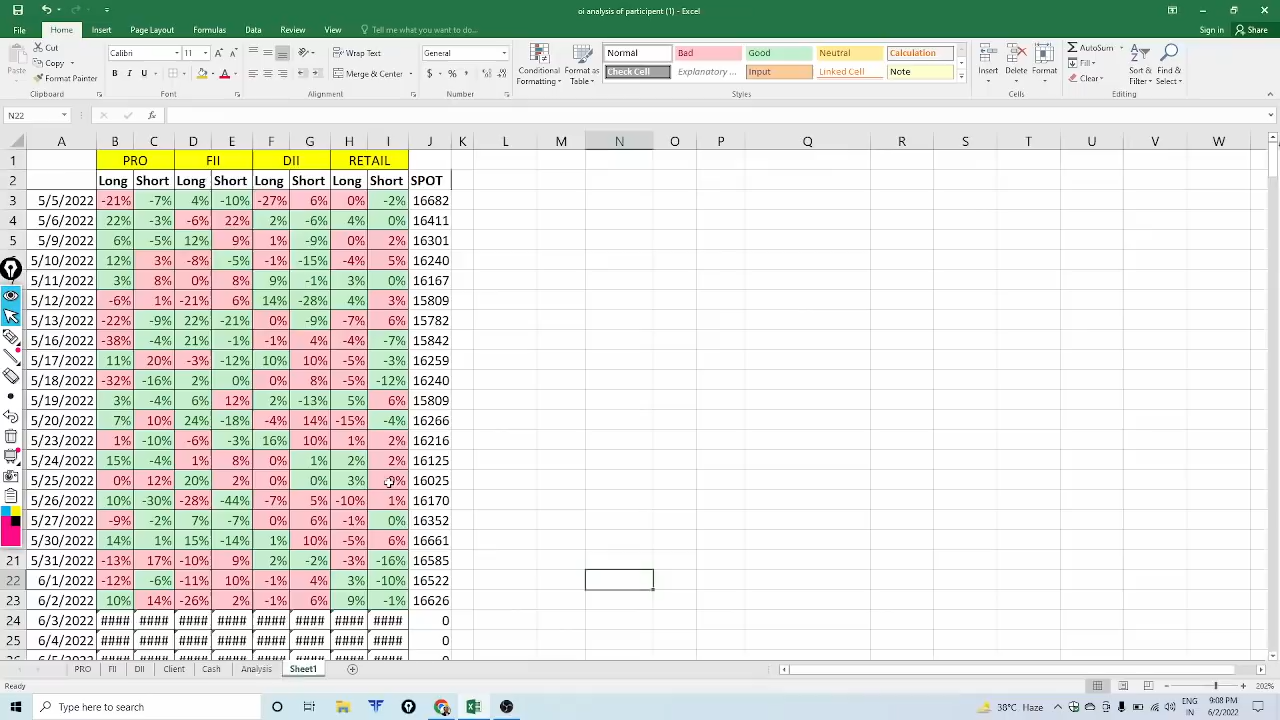 oi analysis of participant (1) - Excel
File Home Insert Page Layout Formulas Data Review View Tell me what you want to do... Sign in Share
Cut Copy Format Painter Paste Clipboard
Calibri 11 Font
Wrap Text Merge & Center Alignment
General Number
Conditional Formatting Format as Table
Normal Bad Good Neutral Calculation
Check Cell Explanatory ... Input Linked Cell Note
Styles
Insert Delete Format Cells
AutoSum Fill Clear Sort & Filter Find & Select Editing
N22
A B C D E F G H I J K L M N O P Q R S T U V W
1 PRO FII DII RETAIL
2 Long Short Long Short Long Short Long Short SPOT
3 5/5/2022 -21% -7% 4% -10% -27% 6% 0% -2% 16682
4 5/6/2022 22% -3% -6% 22% 2% -6% 4% 0% 16411
5 5/9/2022 6% -5% 12% 9% 1% -9% 0% 2% 16301
5/10/2022 12% 3% -8% -5% -1% -15% -4% 5% 16240
5/11/2022 3% 8% 0% 8% 9% -1% 3% 0% 16167
5/12/2022 -6% 1% -21% 6% 14% -28% 4% 3% 15809
5/13/2022 -22% -9% 22% -21% 0% -9% -7% 6% 15782
5/16/2022 -38% -4% 21% -1% -1% 4% -4% -7% 15842
5/17/2022 11% 20% -3% -12% 10% 10% -5% -3% 16259
5/18/2022 -32% -16% 2% 0% 0% 8% -5% -12% 16240
5/19/2022 3% -4% 6% 12% 2% -13% 5% 6% 15809
5/20/2022 7% 10% 24% -18% -4% 14% -15% -4% 16266
5/23/2022 1% -10% -6% -3% 16% 10% 1% 2% 16216
5/24/2022 15% -4% 1% 8% 0% 1% 2% 2% 16125
5/25/2022 0% 12% 20% 2% 0% 0% 3% 16025
5/26/2022 10% -30% -28% -44% -7% 5% -10% 1% 16170
5/27/2022 -9% -2% 7% -7% 0% 6% -1% 0% 16352
5/30/2022 14% 1% 15% -14% 1% 10% -5% 6% 16661
21 5/31/2022 -13% 17% -10% 9% 2% -2% -3% -16% 16585
22 6/1/2022 -12% -6% -11% 10% -1% 4% 3% -10% 16522
23 6/2/2022 10% 14% -26% 2% -1% 6% 9% -1% 16626
24 6/3/2022 #### #### #### #### #### #### #### #### 0
25 6/4/2022 #### #### #### #### #### #### #### #### 0
PRO FII DII Client Cash Analysis Sheet1
Ready 202%
Type here to search 38°C Haze ENG IN 9:08 PM 6/2/2022